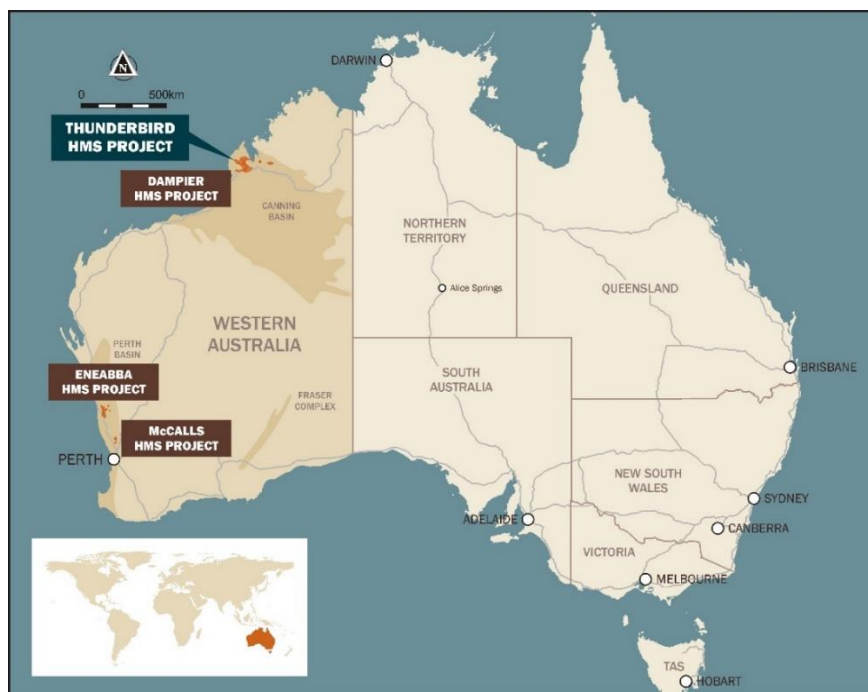 DARWIN
N
0 500km
THUNDERBIRD
HMS PROJECT
DAMPIER
HMS PROJECT
CANNING
BASIN
NORTHERN
TERRITORY
Alice Springs
QUEENSLAND
WESTERN
AUSTRALIA
PERTH
BASIN
ENEABBA
HMS PROJECT
SOUTH
AUSTRALIA
BRISBANE
FRASER
COMPLEX
McCALLS
HMS PROJECT
PERTH
NEW SOUTH
WALES
SYDNEY
ADELAIDE
CANBERRA
VICTORIA
MELBOURNE
TAS
HOBART